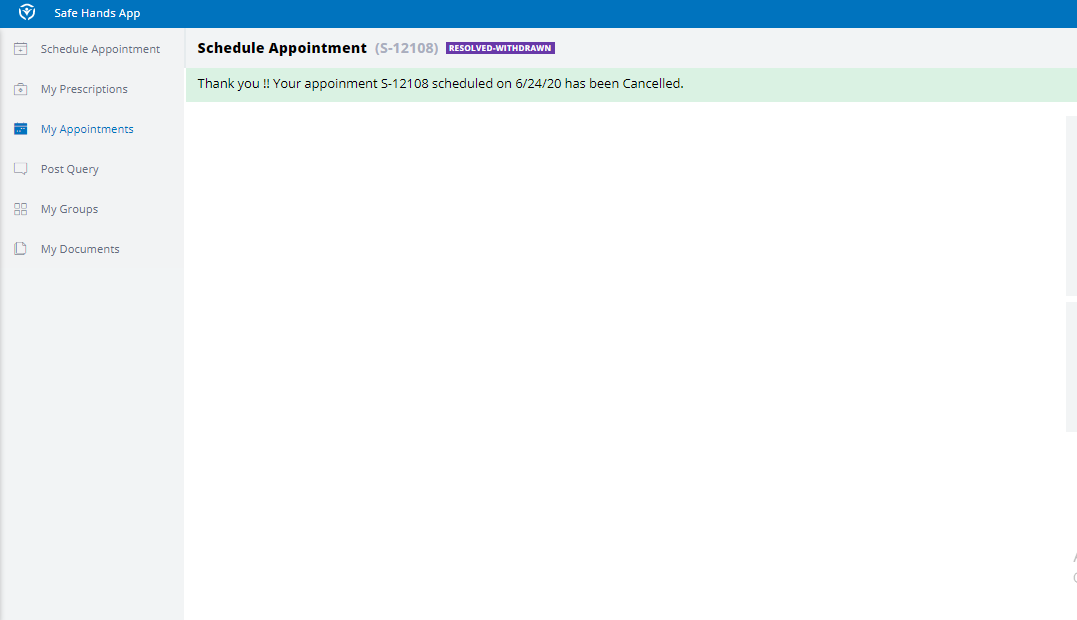 Safe Hands App
Schedule Appointment
My Prescriptions
My Appointments
Post Query
My Groups
My Documents
Schedule Appointment (S-12108) RESOLVED-WITHDRAWN
Thank you !! Your appoinment S-12108 scheduled on 6/24/20 has been Cancelled.